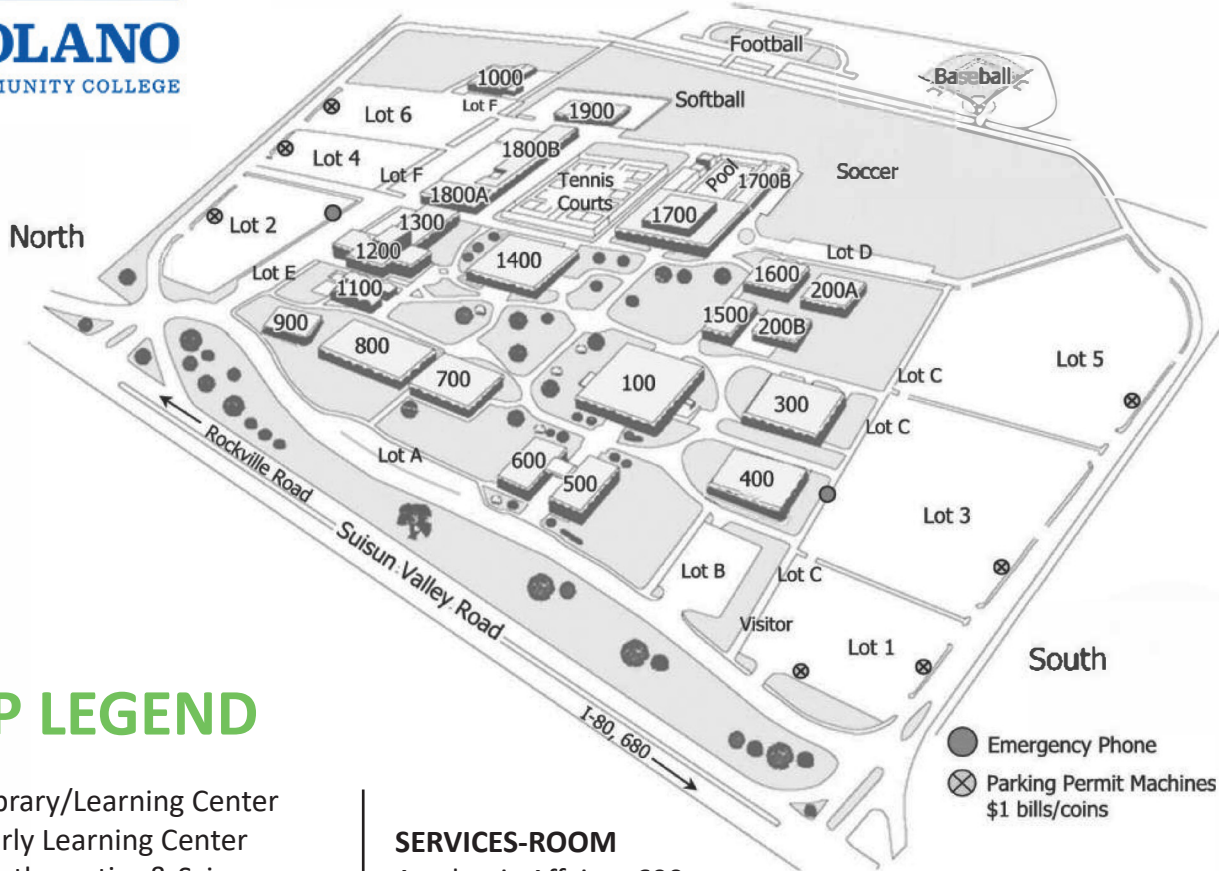 OLANO
MUNITY COLLEGE
Football
Baseball
1000
Lot F
Softball
1900
Lot 6
1800B
Lot 4
Lot F
Tennis
Courts
Pool
1700B
Soccer
1800A
1700
Lot 2
1300
North
1200
1400
Lot D
Lot E
1600
1100
200A
900
1500
200B
800
Lot 5
700
100
Lot C
300
Lot C
Rockville Road
Lot A
600
400
500
Lot 3
Suisun Valley Road
Lot B
Lot C
Visitor
Lot 1
South
I-80, 680
P LEGEND
Emergency Phone
Parking Permit Machines
$1 bills/coins
brary/Learning Center
rly Learning Center
SERVICES-ROOM